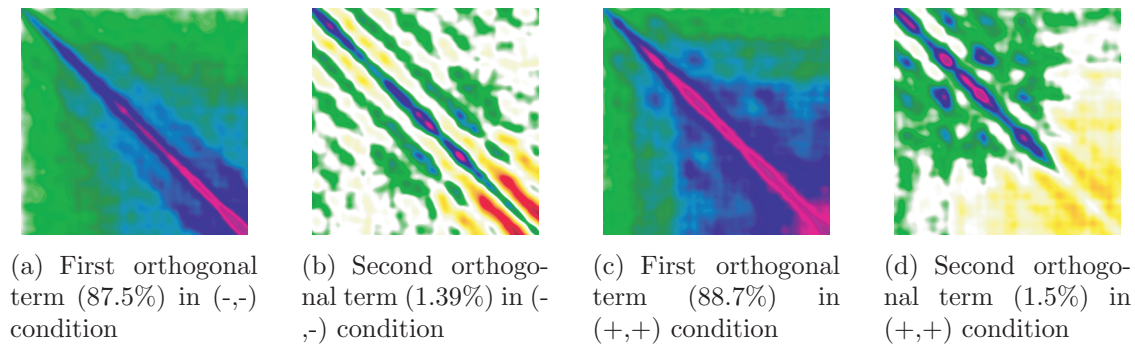 (a) First orthogonal
term (87.5%) in (-,-)
condition
(b) Second orthogo-
nal term (1.39%) in (-
,-) condition
(c) First orthogonal
term (88.7%) in
(+,+) condition
(d) Second orthogo-
nal term (1.5%) in
(+,+) condition